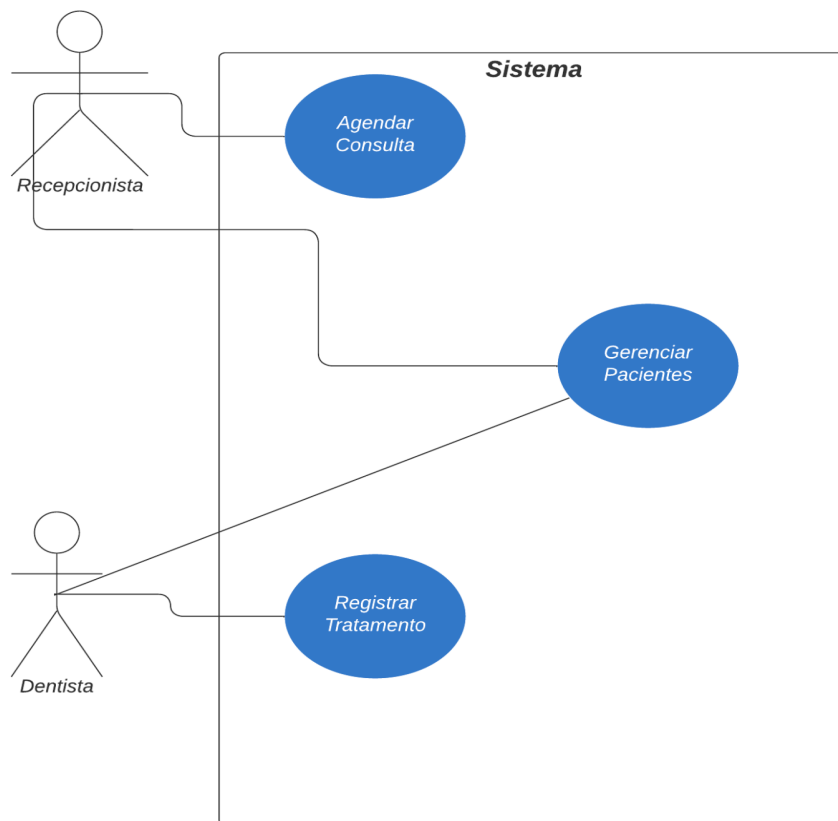 Sistema
Agendar
Consulta
Recepcionista
Gerenciar
Pacientes
Registrar
Tratamento
Dentista